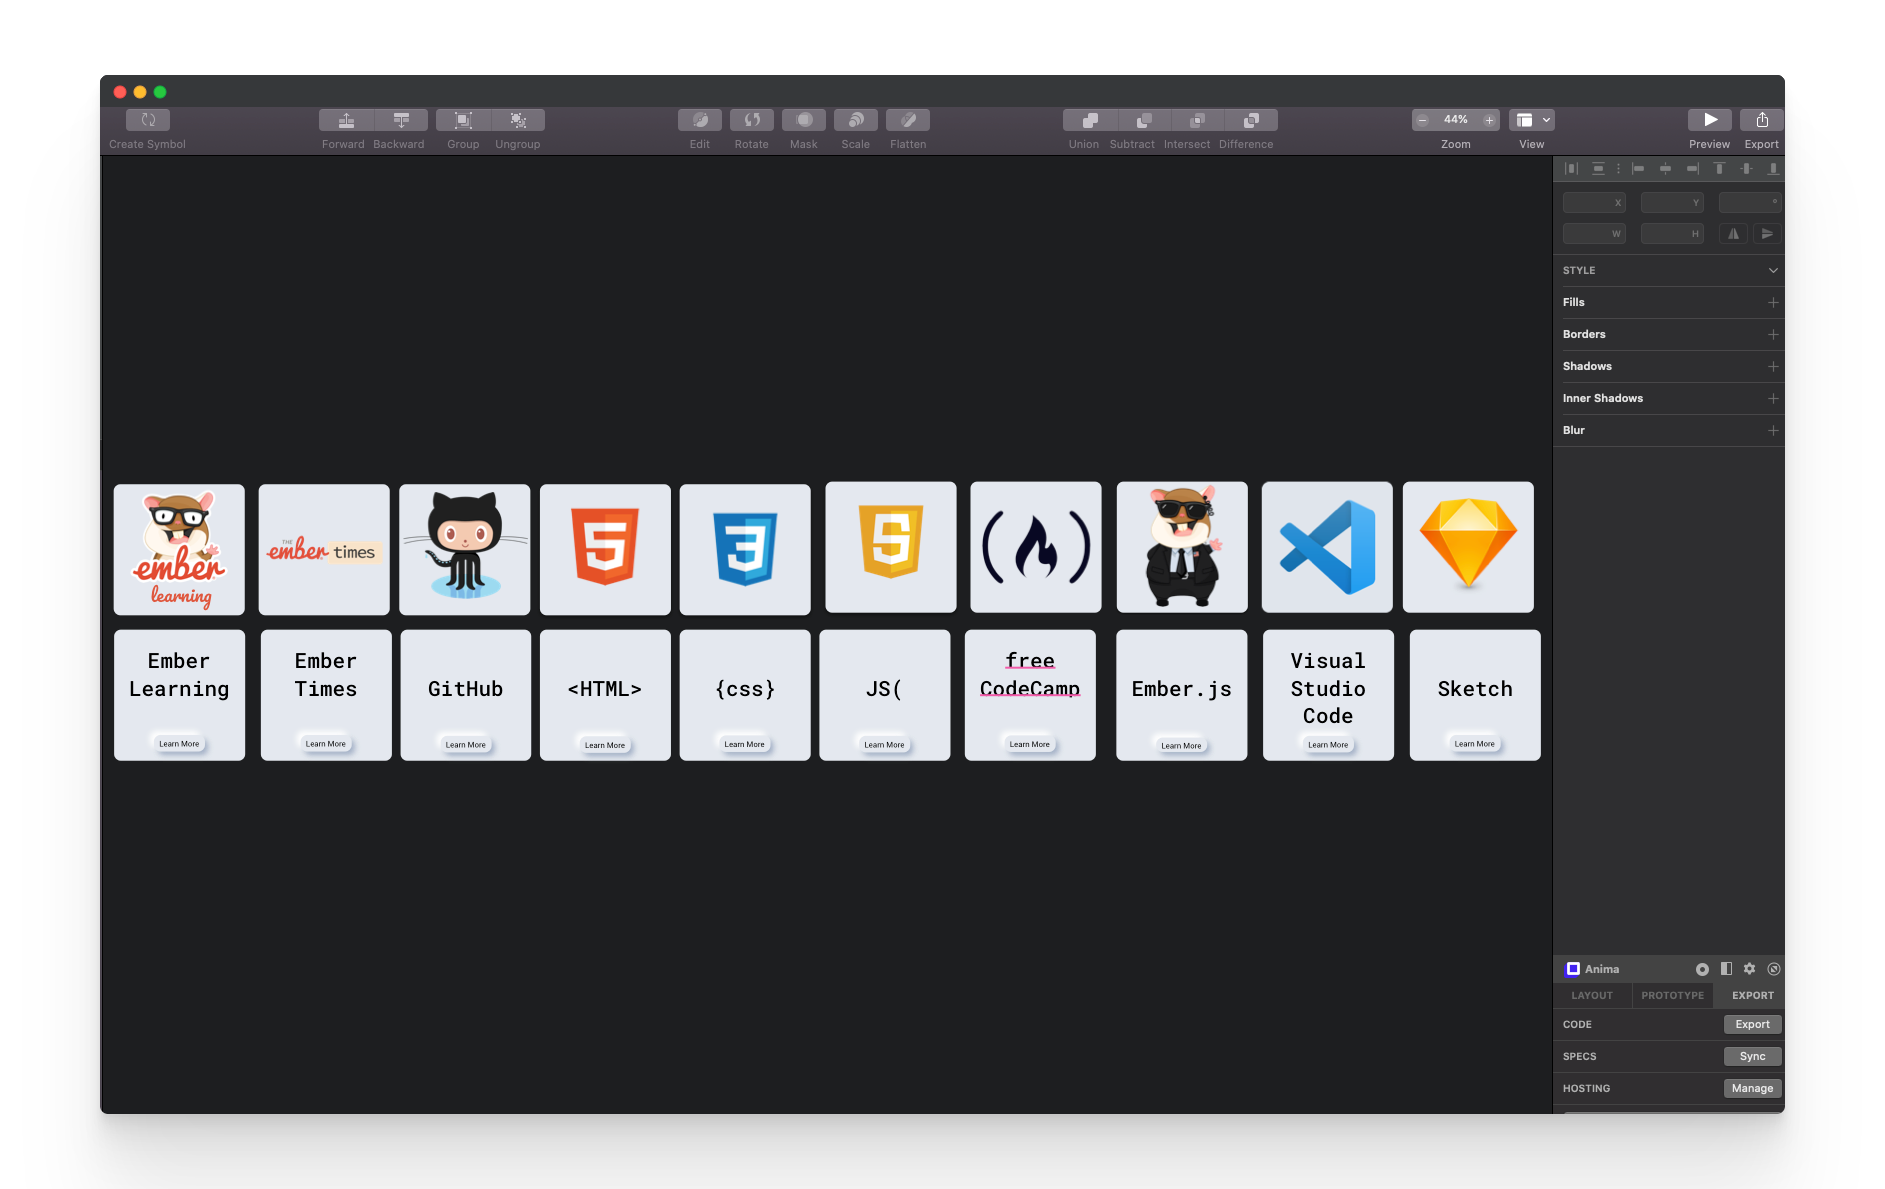 44%
Create Symbol
Forward
Backward
Group
Ungroup
Edit
Rotate
Mask
Scale
Flatten
Union
Subtract
Intersect
Difference
Zoom
View
Preview
Export
X
Y
°
W
H
STYLE
Fills
Borders
Shadows
Inner Shadows
Blur
ember
learning
THE
ember times
5
3
Ember
Learning
Learn More
Ember
Times
Learn More
GitHub
Learn More
<HTML>
Learn More
{css}
Learn More
JS(
Learn More
free
CodeCamp
Learn More
Ember.js
Learn More
Visual
Studio
Code
Learn More
Sketch
Learn More
Anima
LAYOUT
PROTOTYPE
EXPORT
CODE
Export
SPECS
Sync
HOSTING
Manage